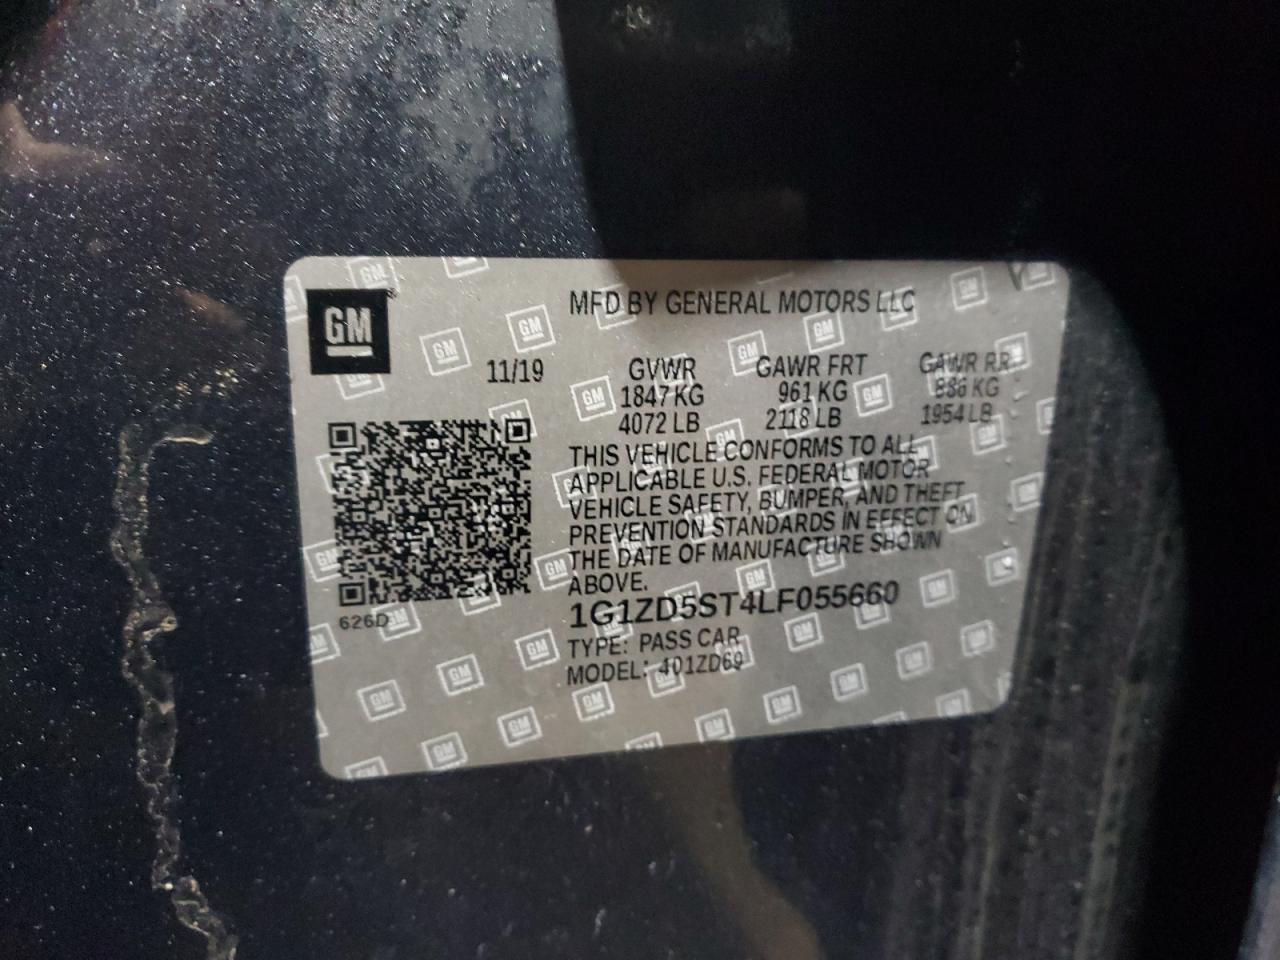 GM
MFD BY GENERAL MOTORS LLC
11/19 GVWR GAWR FRT GAWR RR
1847 KG 961 KG 886 KG
4072 LB 2118 LB 1954 LB
THIS VEHICLE CONFORMS TO ALL
APPLICABLE U.S. FEDERAL MOTOR
VEHICLE SAFETY, BUMPER, AND THEFT
PREVENTION STANDARDS IN EFFECT ON
THE DATE OF MANUFACTURE SHOWN
ABOVE.
1G1ZD5ST4LF055660
626D
TYPE: PASS CAR
MODEL: 401ZD69